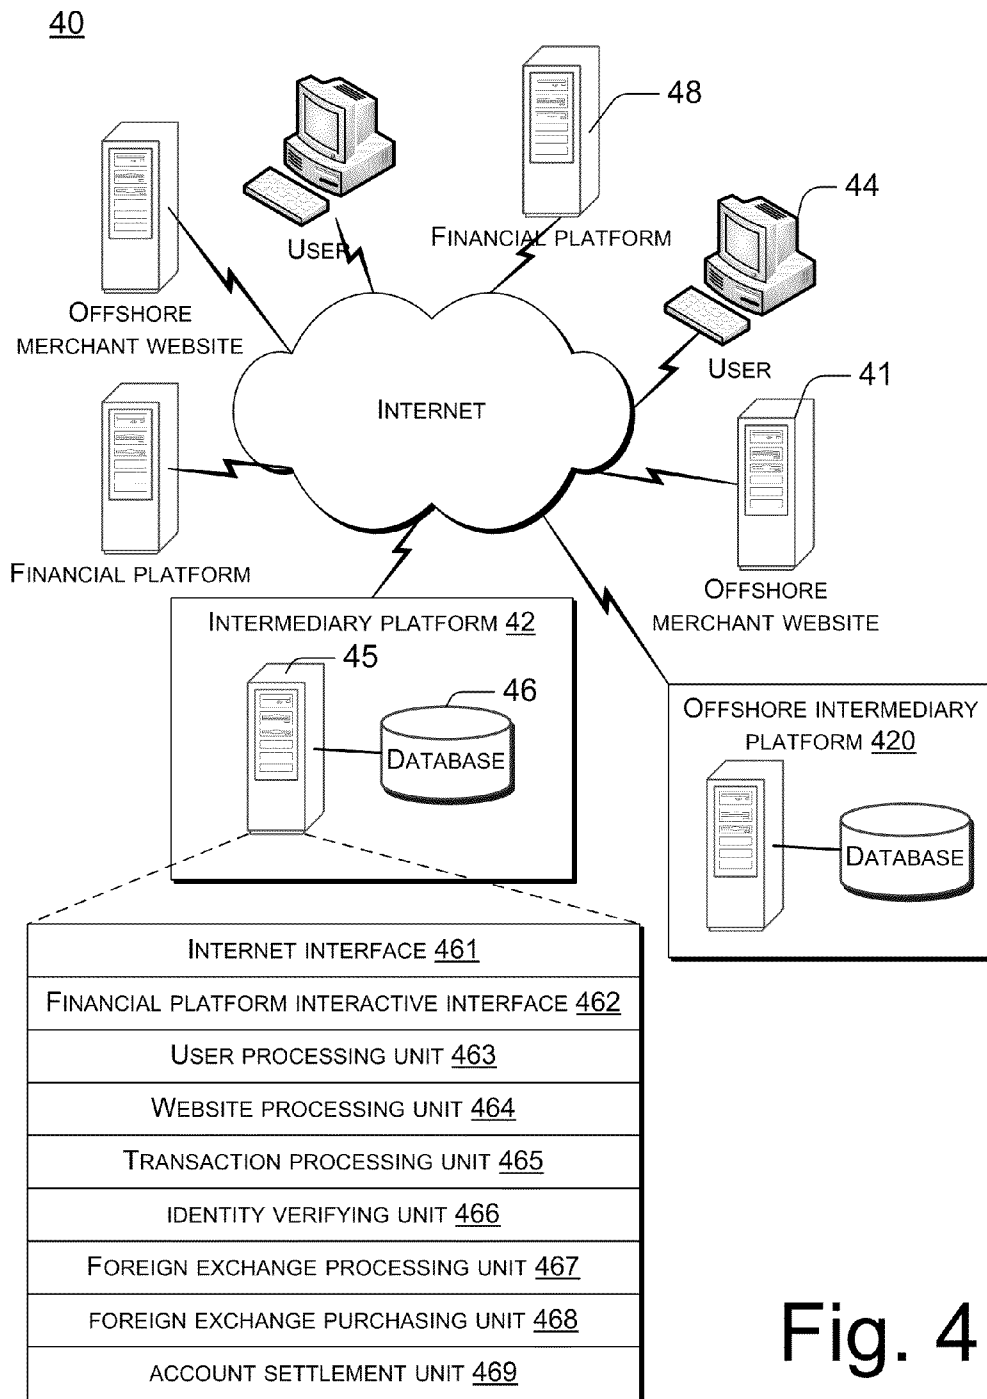 40
48
44
USER
FINANCIAL PLATFORM
OFFSHORE
MERCHANT WEBSITE
USER
41
INTERNET
FINANCIAL PLATFORM
OFFSHORE
MERCHANT WEBSITE
INTERMEDIARY PLATFORM 42
45
46
DATABASE
OFFSHORE INTERMEDIARY
PLATFORM 420
DATABASE
INTERNET INTERFACE 461
FINANCIAL PLATFORM INTERACTIVE INTERFACE 462
USER PROCESSING UNIT 463
WEBSITE PROCESSING UNIT 464
TRANSACTION PROCESSING UNIT 465
IDENTITY VERIFYING UNIT 466
FOREIGN EXCHANGE PROCESSING UNIT 467
FOREIGN EXCHANGE PURCHASING UNIT 468
ACCOUNT SETTLEMENT UNIT 469
Fig. 4